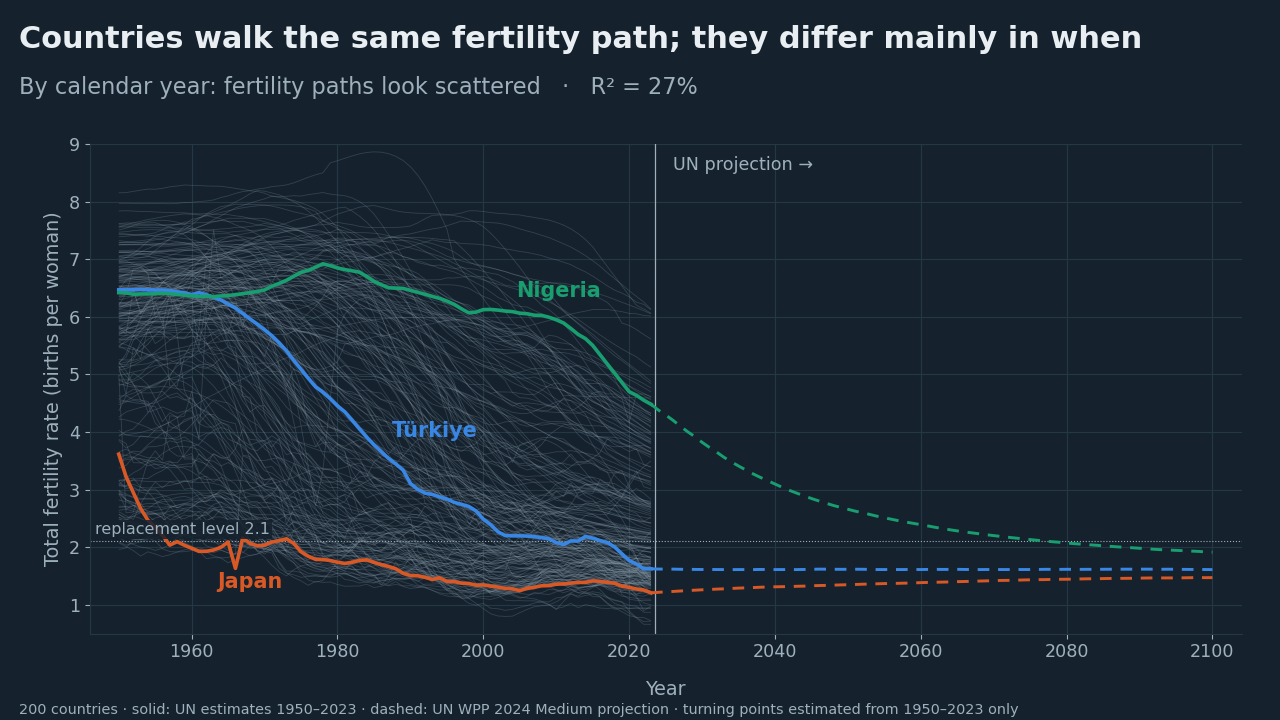 Countries walk the same fertility path; they differ mainly in when
By calendar year: fertility paths look scattered · R² = 27%
9
8
7
6
5
4
3
2
1
Total fertility rate (births per woman)
UN projection →
Nigeria
Türkiye
replacement level 2.1
Japan
1960
1980
2000
2020
2040
2060
2080
2100
Year
200 countries · solid: UN estimates 1950–2023 · dashed: UN WPP 2024 Medium projection · turning points estimated from 1950–2023 only